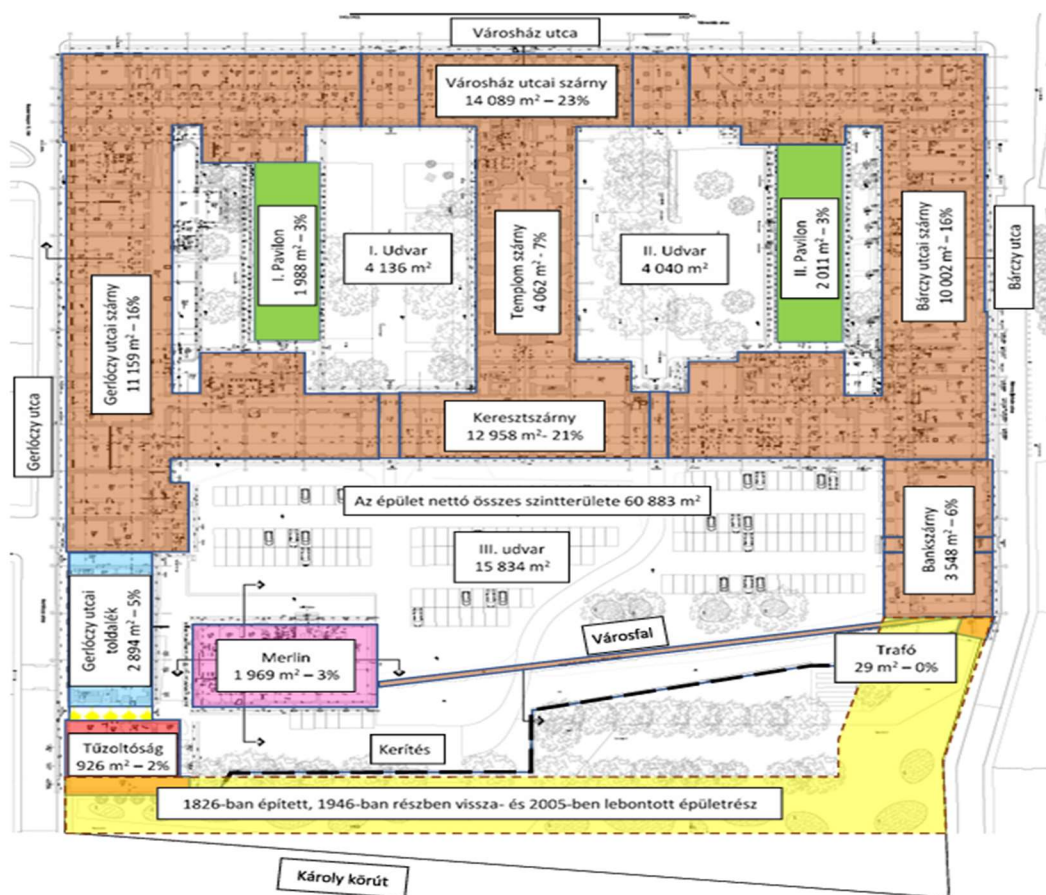 Városház utca
Városház utcai szárny
14 089 m² – 23%
I. Pavilon
1 988 m² – 3%
I. Udvar
4 136 m²
Templom szárny
4 062 m² - 7%
II. Udvar
4 040 m²
II. Pavilon
2 011 m² – 3%
Bárczy utcai szárny
10 002 m² – 16%
Bárczy utca
Gerlóczy utcai szárny
11 159 m² – 16%
Gerlóczy utca
Keresztszárny
12 958 m²- 21%
Az épület nettó összes szintterülete 60 883 m²
III. udvar
15 834 m²
Bankszárny
3 548 m² – 6%
Gerlóczy utcai
toldalék
2 894 m² – 5%
Merlin
1 969 m² – 3%
Városfal
Trafó
29 m² – 0%
Tűzoltóság
926 m² – 2%
Kerítés
1826-ban épített, 1946-ban részben vissza- és 2005-ben lebontott épületrész
Károly körút